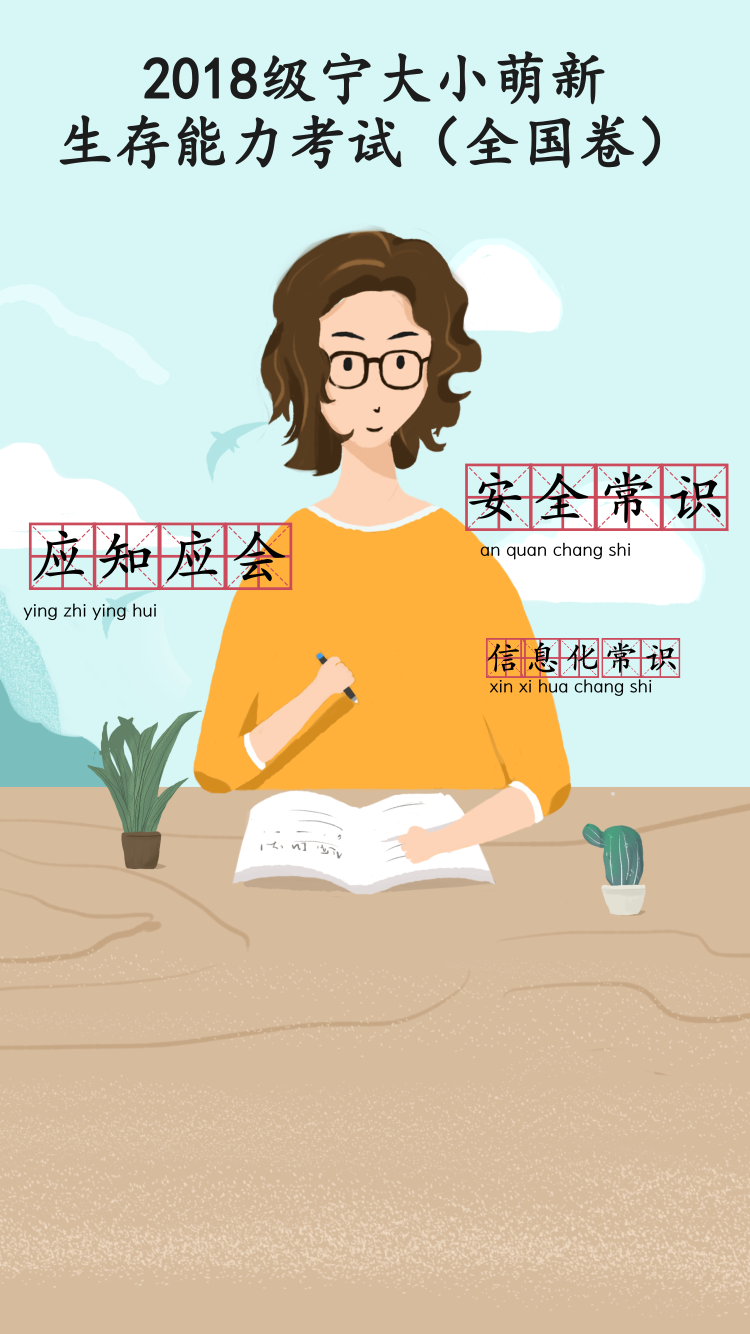 2018级宁大小萌新
生存能力考试（全国卷）
安全常识
an quan chang shi
应知应会
ying zhi ying hui
信息化常识
xin xi hua chang shi